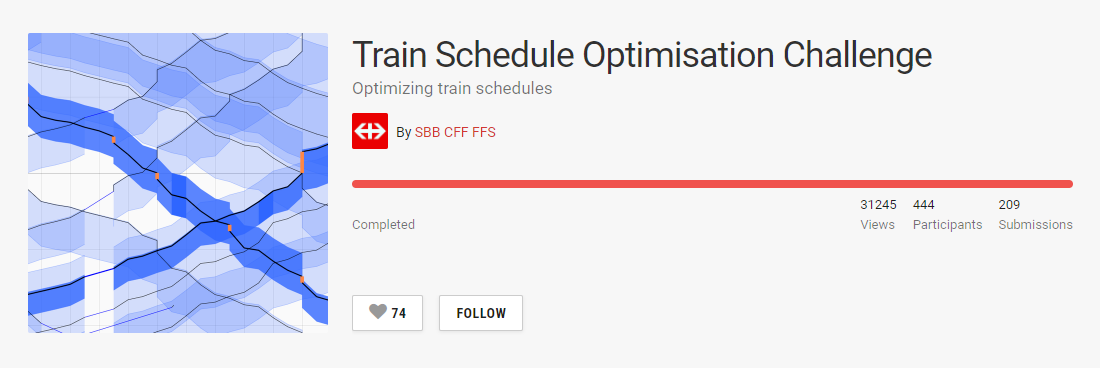 Train Schedule Optimisation Challenge
Optimizing train schedules
By SBB CFF FFS
31245 444 209
Completed Views Participants Submissions
74 FOLLOW